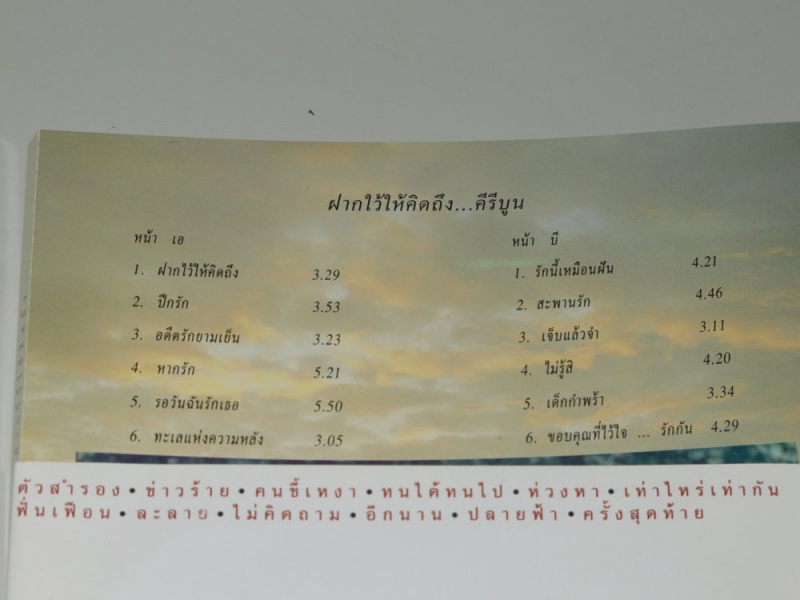 ฝากไว้ให้คิดถึง...คีรีบูน
หน้า เอ
1. ฝากไว้ให้คิดถึง 3.29
2. ปีกรัก 3.53
3. อดีตรักยามเย็น 3.23
4. หากรัก 5.21
5. รอวันฉันรักเธอ 5.50
6. ทะเลแห่งความหลัง 3.05
หน้า บี
1. รักนี้เหมือนฝัน 4.21
2. สะพานรัก 4.46
3. เจ็บแล้วจำ 3.11
4. ไม่รู้สิ 4.20
5. เด็กกำพร้า 3.34
6. ขอบคุณที่ไว้ใจ ... รักกัน 4.29
ตัวสำรอง • ข่าวร้าย • คนขี้เหงา • ทนได้ทนไป • ห่วงหา • เท่าไหร่เท่ากัน
ฟั่นเฟือน • ละลาย • ไม่คิดถาม • อีกนาน • ปลายฟ้า • ครั้งสุดท้าย